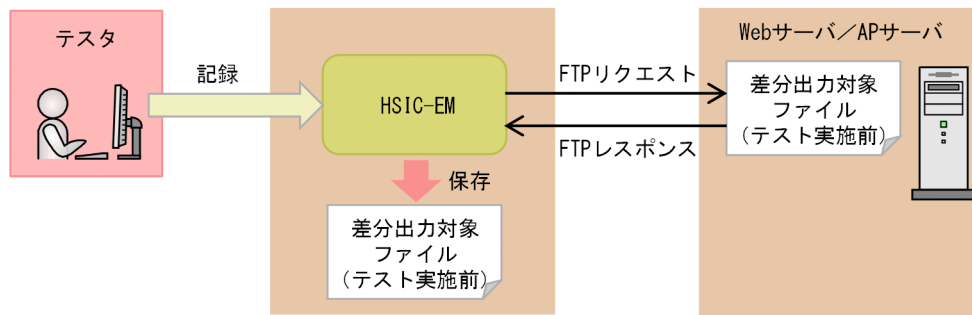 テスタ
記録
HSIC-EM
保存
差分出力対象
ファイル
(テスト実施前)
FTPリクエスト
FTPレスポンス
Webサーバ/APサーバ
差分出力対象
ファイル
(テスト実施前)